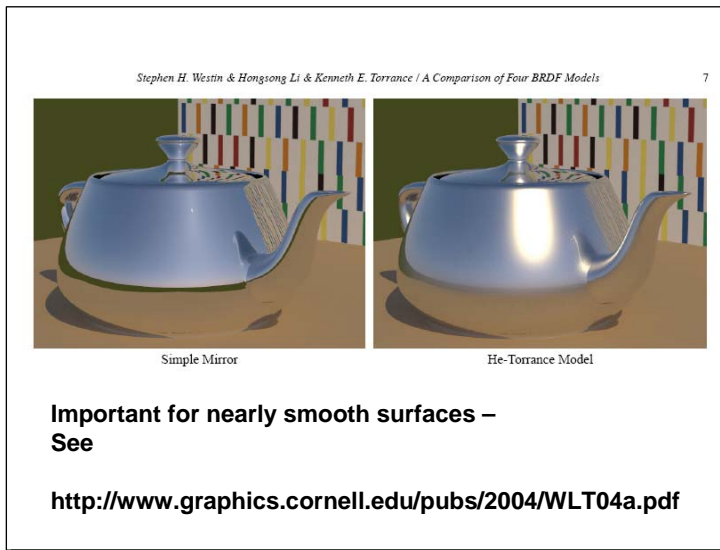 Stephen H. Westin & Hongsong Li & Kenneth E. Torrance / A Comparison of Four BRDF Models 7
Simple Mirror He-Torrance Model
Important for nearly smooth surfaces –
See
http://www.graphics.cornell.edu/pubs/2004/WLT04a.pdf